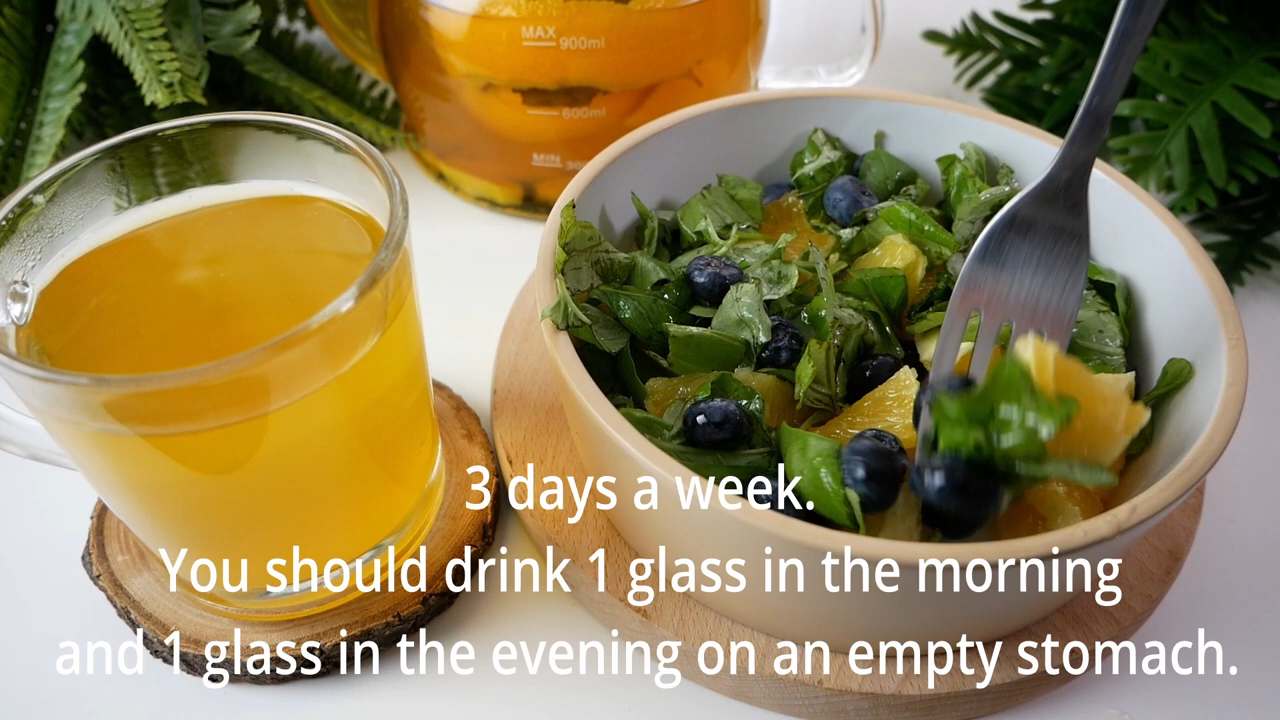 MAX
900ml
600ml
MIN
3 days a week.
You should drink 1 glass in the morning
and 1 glass in the evening on an empty stomach.